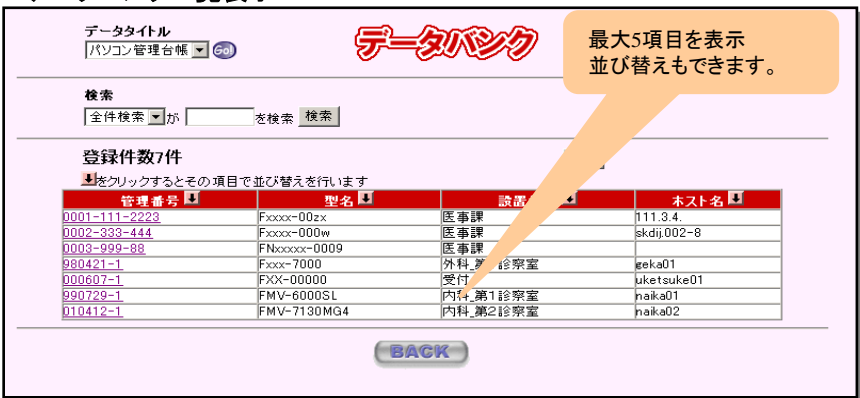 データタイトル
パソコン管理台帳 Go!
データバンク
最大5項目を表示
並び替えもできます。
検索
全件検索 が を検索 検索
登録件数7件
をクリックするとその項目で並び替えを行います
管理番号 型名 設置 ホスト名
0001-111-2223 Fxxxx-00zx 医事課 111.3.4.
0002-333-444 Fxxxx-000w 医事課 skdij.002-8
0003-999-88 FNxxxxx-0009 医事課
980421-1 Fxxx-7000 外科_第 診察室 geka01
000607-1 FXX-00000 受付 uketsuke01
990729-1 FMV-6000SL 内科_第1診察室 naika01
010412-1 FMV-7130MG4 内科_第2診察室 naika02
BACK